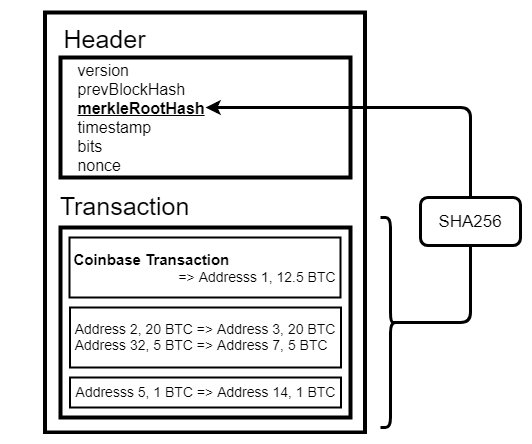 Header
version
prevBlockHash
merkleRootHash
timestamp
bits
nonce
SHA256
Transaction
Coinbase Transaction
=> Addresss 1, 12.5 BTC
Address 2, 20 BTC => Address 3, 20 BTC
Address 32, 5 BTC => Address 7, 5 BTC
Addresss 5, 1 BTC => Address 14, 1 BTC